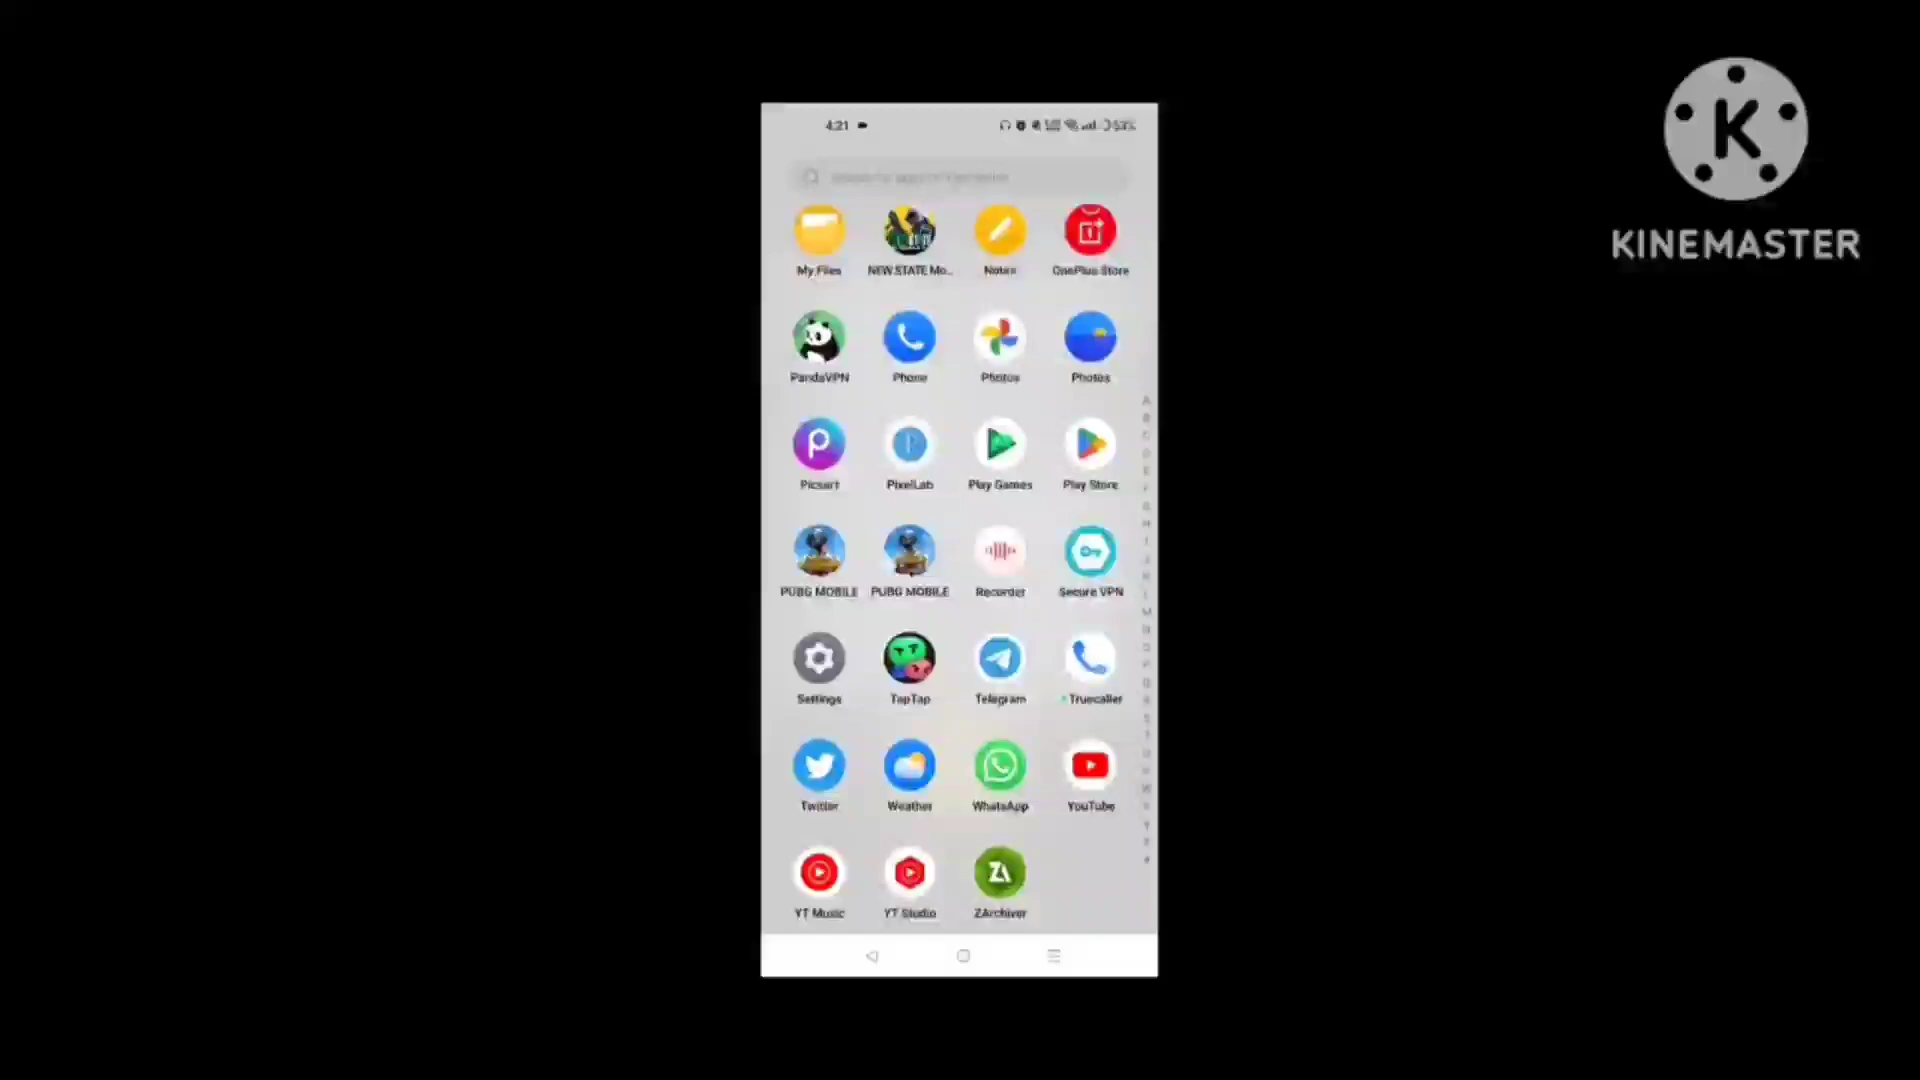 4:21
53%
K
KINEMASTER
My Files NEW STATE Mo... Notes OnePlus Store
PandaVPN Phone Photos Photos
Picsart PixelLab Play Games Play Store
PUBG MOBILE PUBG MOBILE Recorder Secure VPN
Settings TapTap Telegram Truecaller
Twitter Weather WhatsApp YouTube
YT Music YT Studio ZArchiver